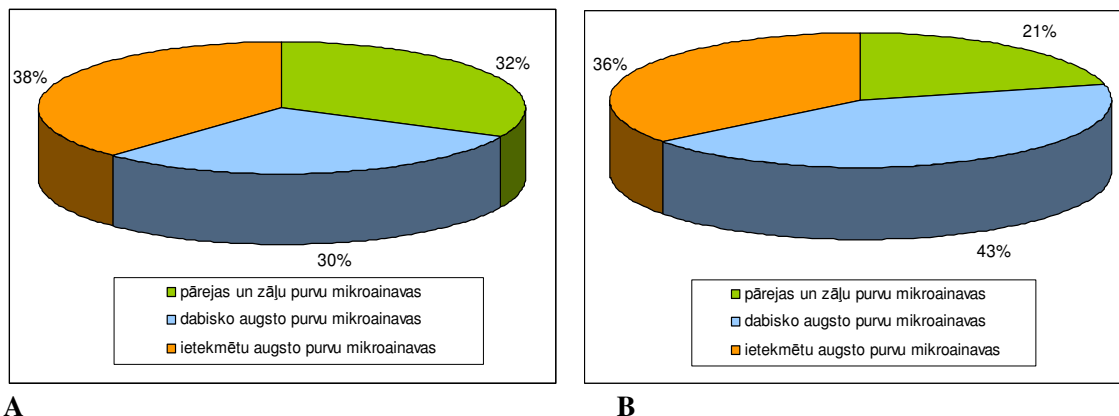 38%
32%
30%
pārejas un zāļu purvu mikroainavas
dabisko augsto purvu mikroainavas
ietekmētu augsto purvu mikroainavas
A
36%
21%
43%
pārejas un zāļu purvu mikroainavas
dabisko augsto purvu mikroainavas
ietekmētu augsto purvu mikroainavas
B